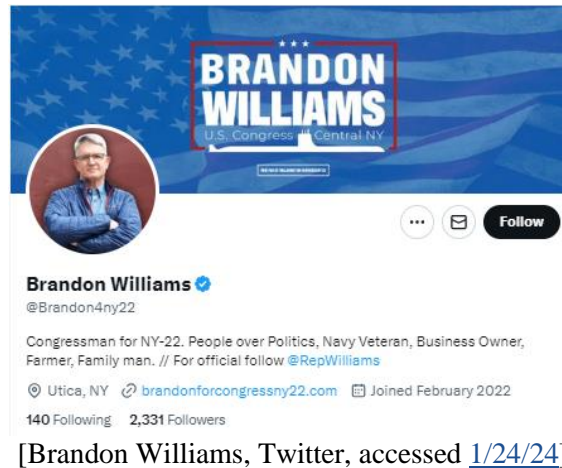 BRANDON
WILLIAMS
U.S. Congress Central NY
Follow
Brandon Williams
@Brandon4ny22
Congressman for NY-22. People over Politics, Navy Veteran, Business Owner,
Farmer, Family man. // For official follow @RepWilliams
Utica, NY brandonforcongressny22.com Joined February 2022
140 Following 2,331 Followers
[Brandon Williams, Twitter, accessed 1/24/24]